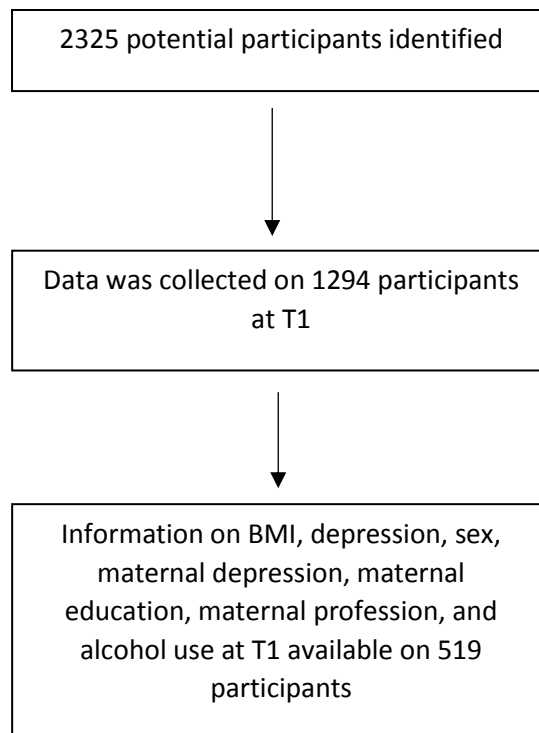 2325 potential participants identified
Data was collected on 1294 participants
at T1
Information on BMI, depression, sex,
maternal depression, maternal
education, maternal profession, and
alcohol use at T1 available on 519
participants